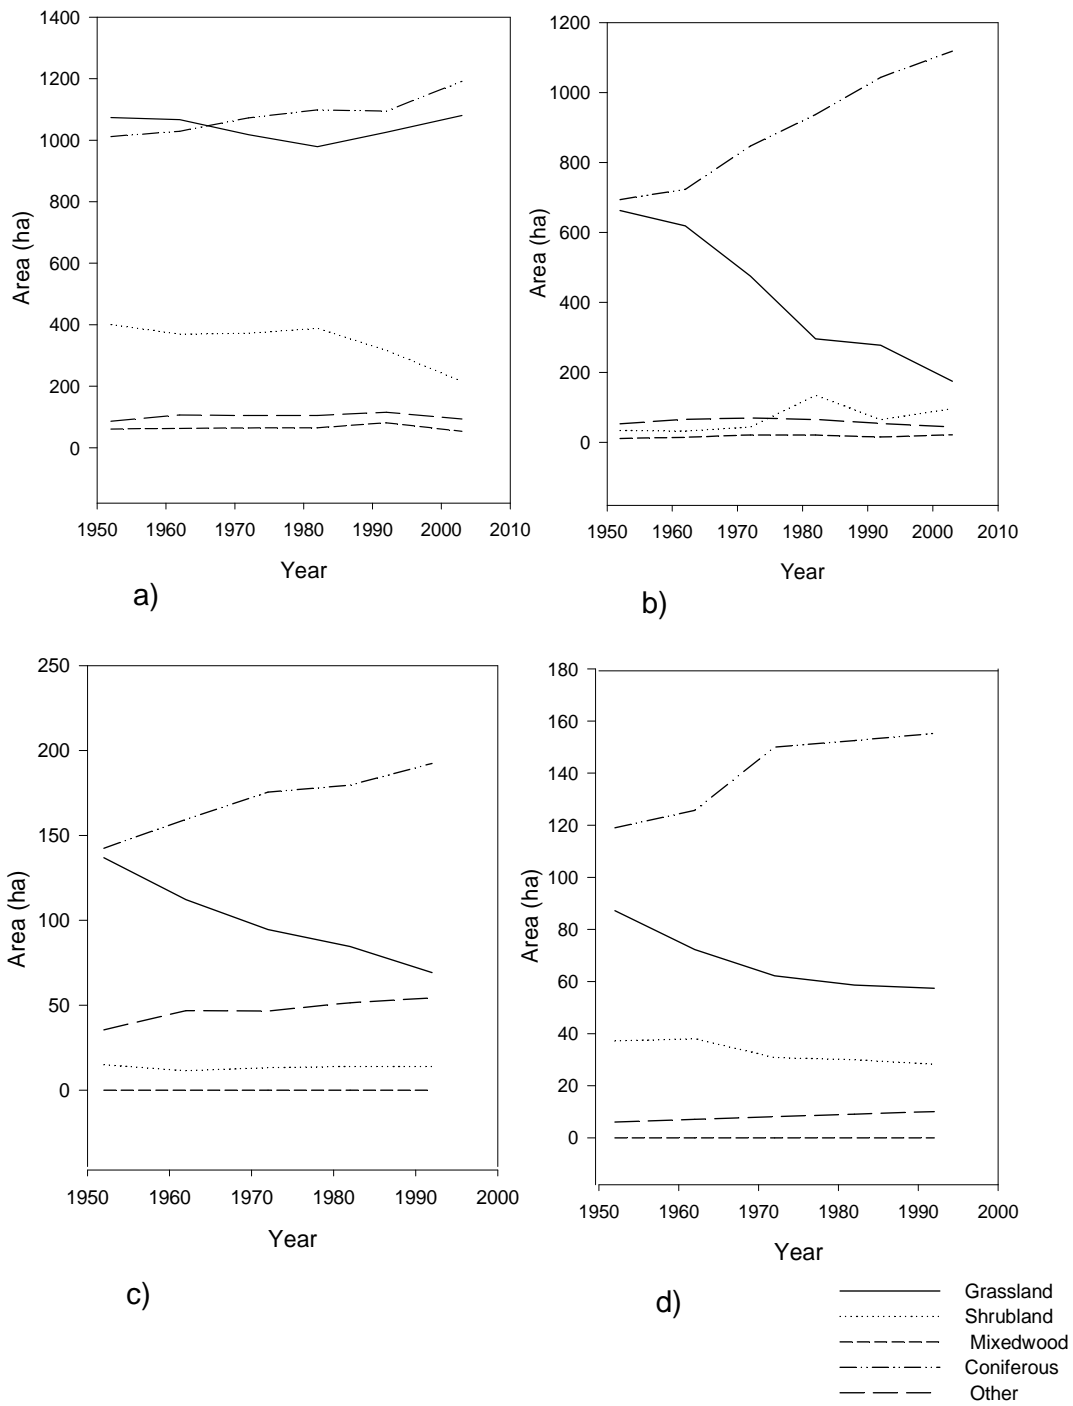 1400
1200
1000
800
600
400
200
0
Area (ha)
1950 1960 1970 1980 1990 2000 2010
Year
a)
1200
1000
800
600
400
200
0
Area (ha)
1950 1960 1970 1980 1990 2000 2010
Year
b)
250
200
150
100
50
0
Area (ha)
1950 1960 1970 1980 1990 2000
Year
c)
180
160
140
120
100
80
60
40
20
0
Area (ha)
1950 1960 1970 1980 1990 2000
Year
d)
Grassland
Shrubland
Mixedwood
Coniferous
Other